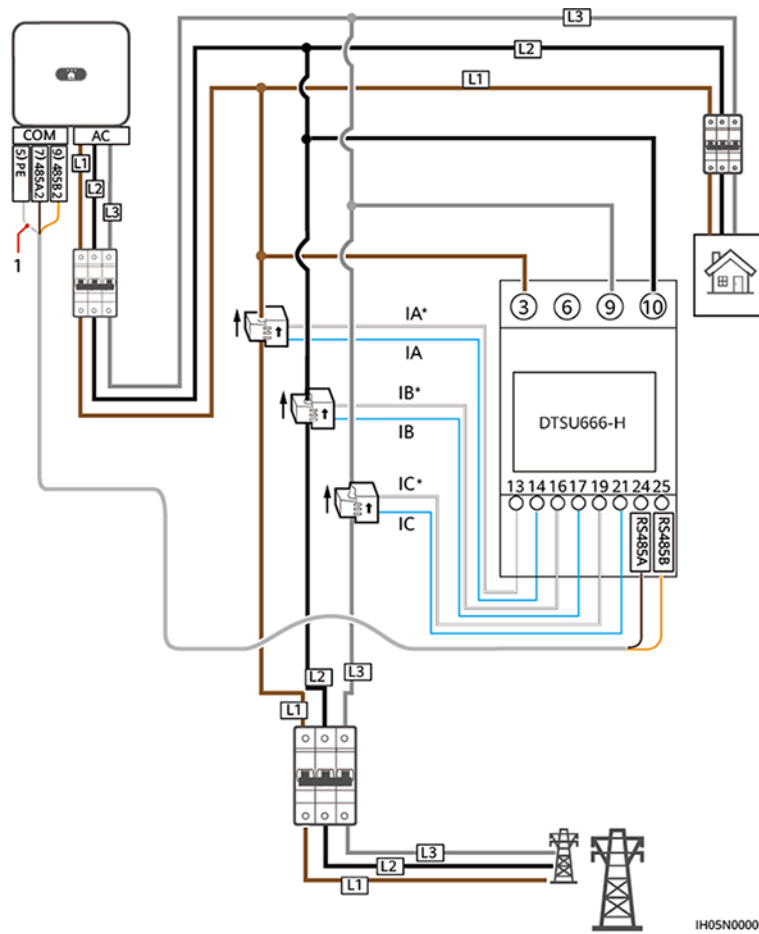 L3
L2
L1
COM
AC
5) PE
7) 485A2
9) 485B2
L1
L2
L3
1
3
6
9
10
IA*
IA
IB*
IB
DTSU666-H
IC*
IC
13 14 16 17 19 21 24 25
RS485A
RS485B
L3
L2
L1
L3
L2
L1
IH05N0000